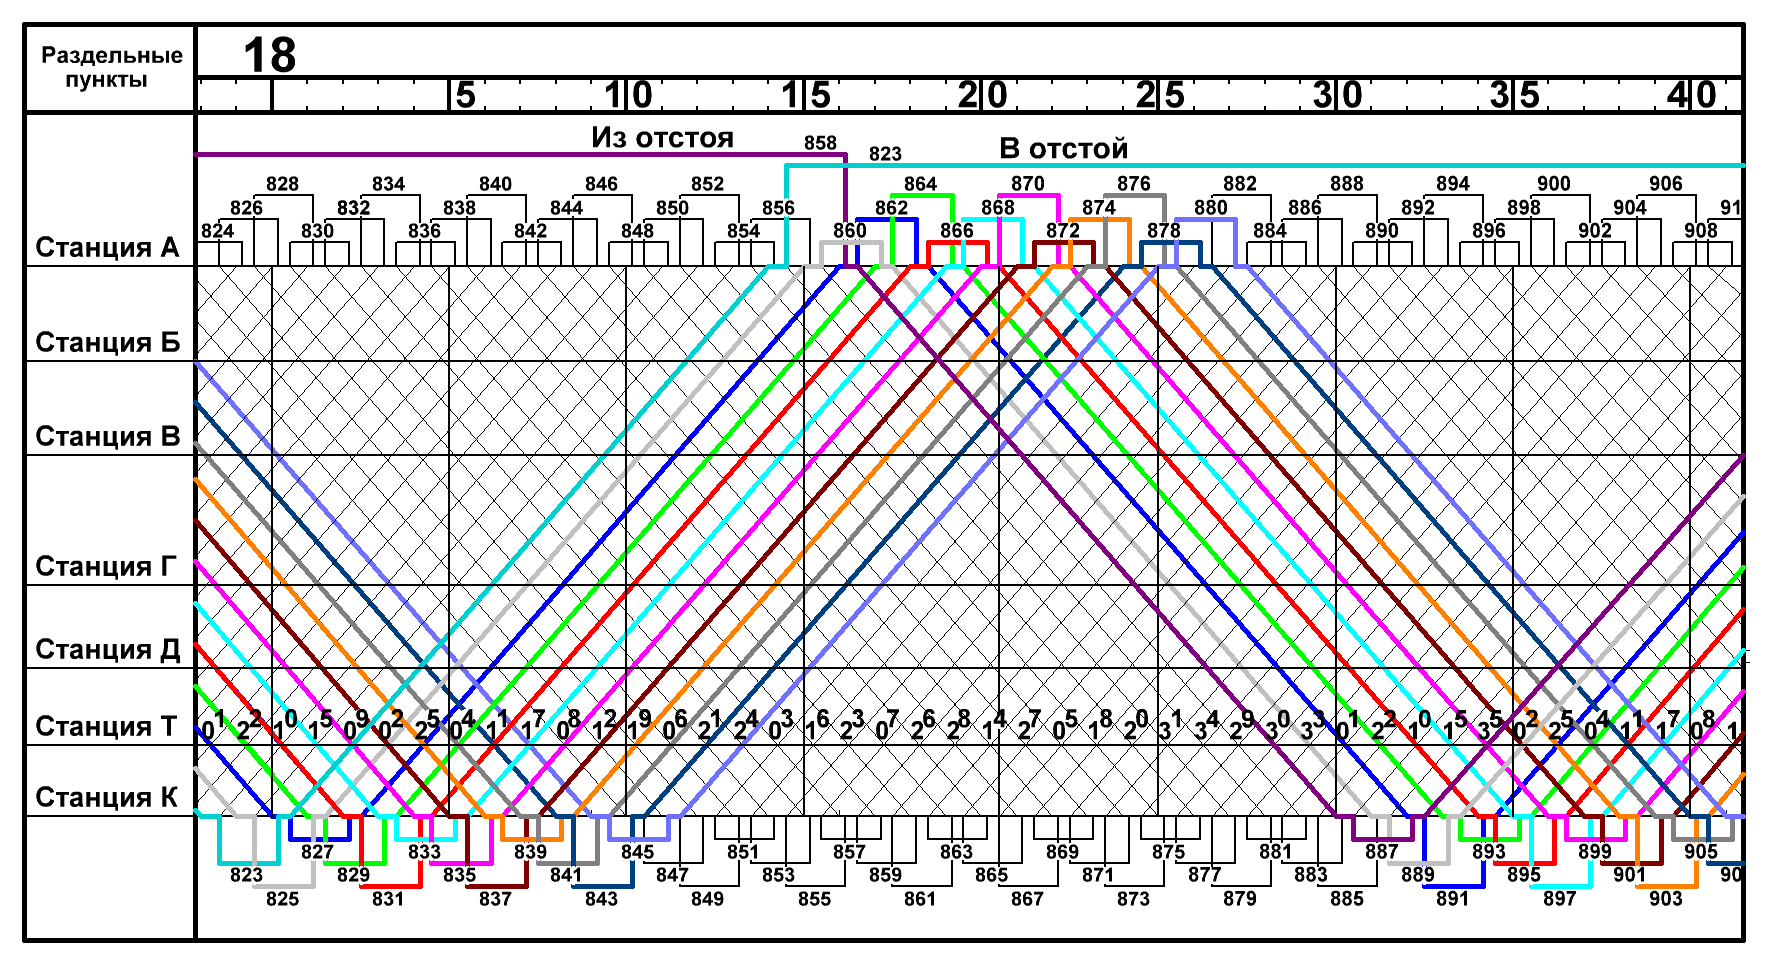 Раздельные
пункты
18
5 10 15 20 25 30 35 40
Из отстоя 858 823 В отстой
828 834 840 846 852 864 870 876 882 888 894 900 906
826 832 838 844 850 856 862 868 874 880 886 892 898 904 91
824 830 836 842 848 854 860 866 872 878 884 890 896 902 908
Станция А
Станция Б
Станция В
Станция Г
Станция Д
Станция Т
Станция К
827 833 839 845 851 857 863 869 875 881 887 893 899 905
823 829 835 841 847 853 859 865 871 877 883 889 895 901 90
825 831 837 843 849 855 861 867 873 879 885 891 897 903